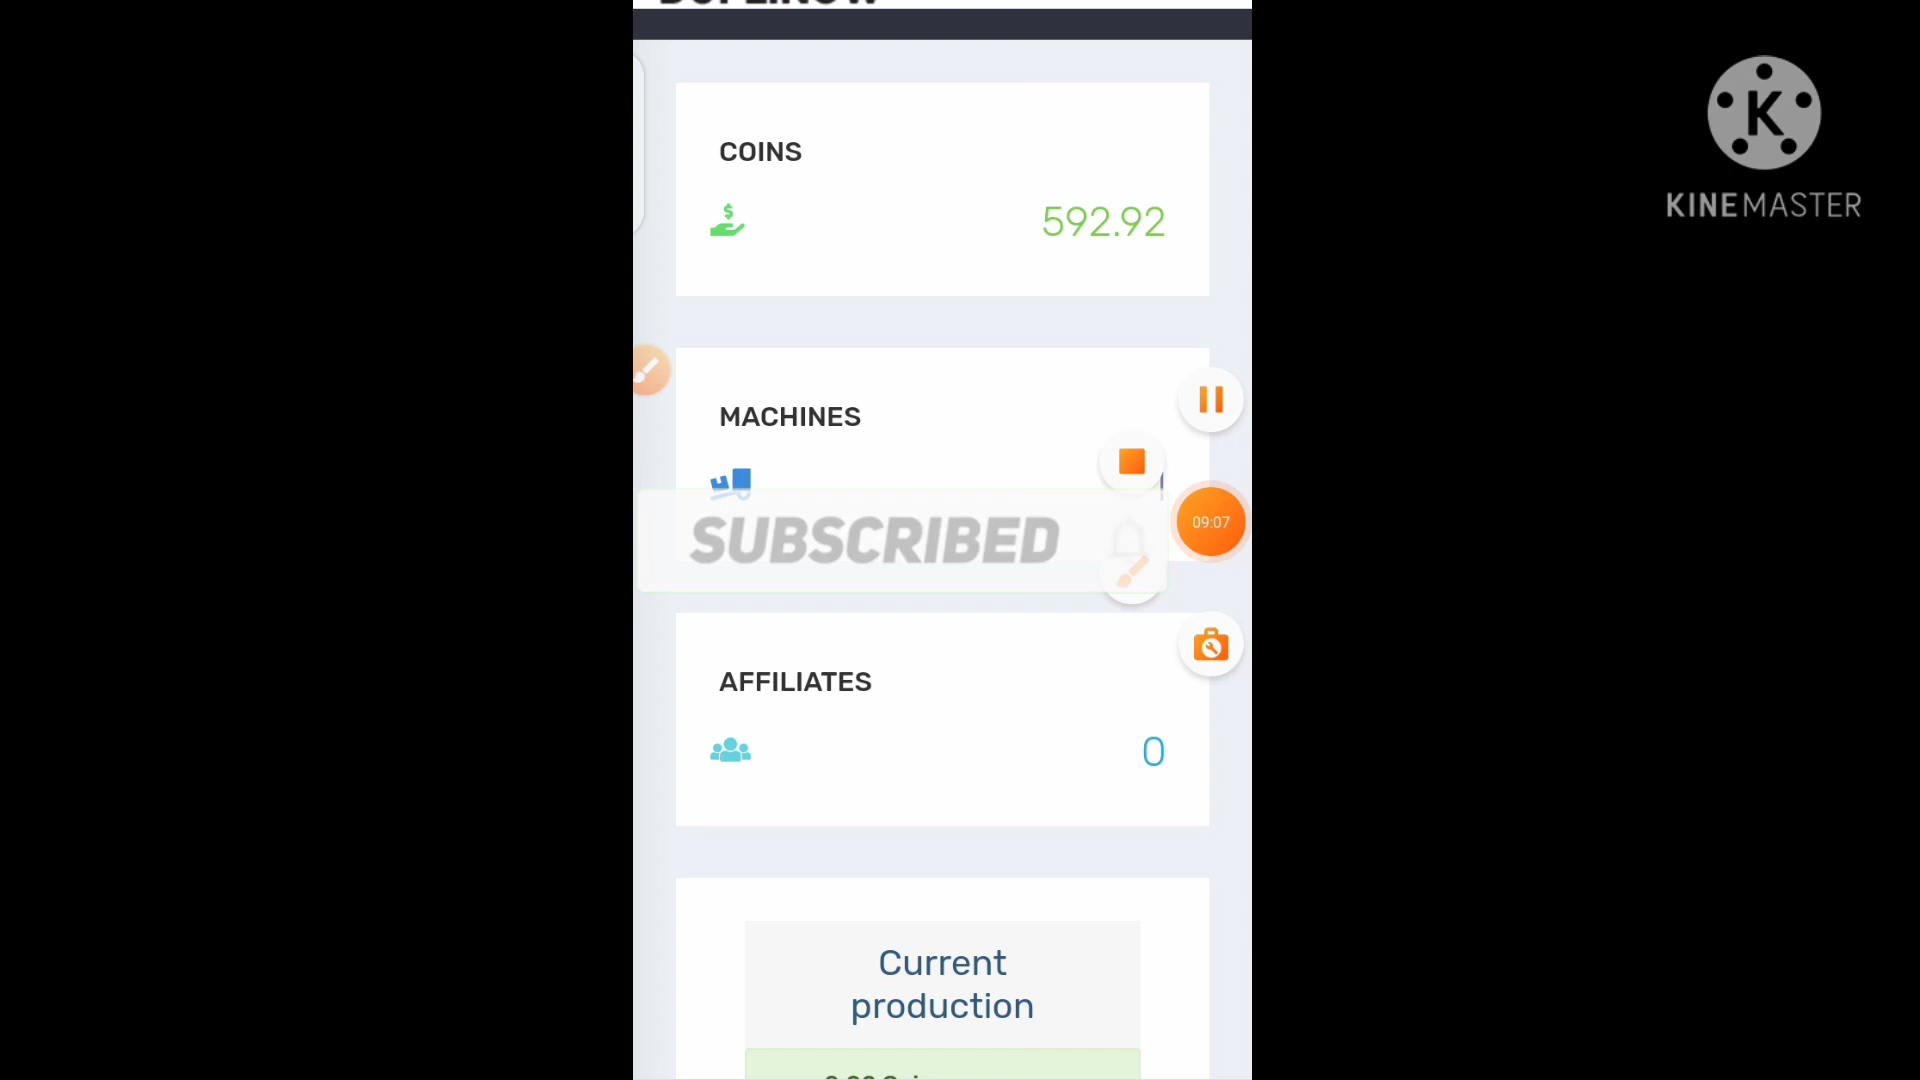 COINS
592.92
MACHINES
SUBSCRIBED
09:07
AFFILIATES
0
Current
production
KINEMASTER